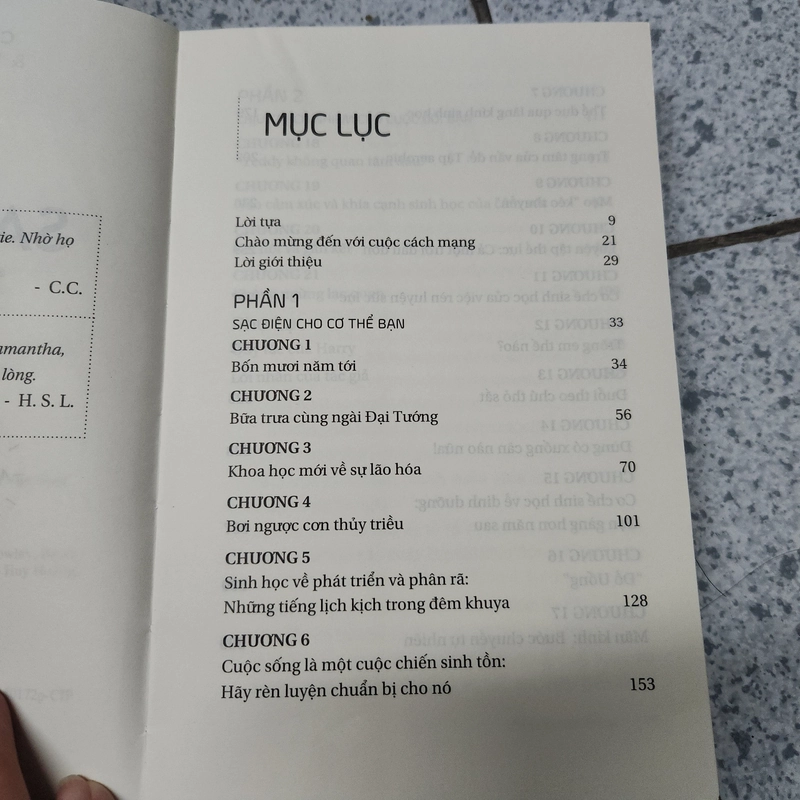 ie. Nhờ họ
- C.C.
amantha,
lòng.
- H. S. L.
MỤC LỤC
Lời tựa 9
Chào mừng đến với cuộc cách mạng 21
Lời giới thiệu 29
PHẦN 1
SẠC ĐIỆN CHO CƠ THỂ BẠN 33
CHƯƠNG 1
Bốn mươi năm tới 34
CHƯƠNG 2
Bữa trưa cùng ngài Đại Tướng 56
CHƯƠNG 3
Khoa học mới về sự lão hóa 70
CHƯƠNG 4
Bơi ngược cơn thủy triều 101
CHƯƠNG 5
Sinh học về phát triển và phân rã:
Những tiếng lịch kịch trong đêm khuya 128
CHƯƠNG 6
Cuộc sống là một cuộc chiến sinh tồn:
Hãy rèn luyện chuẩn bị cho nó 153